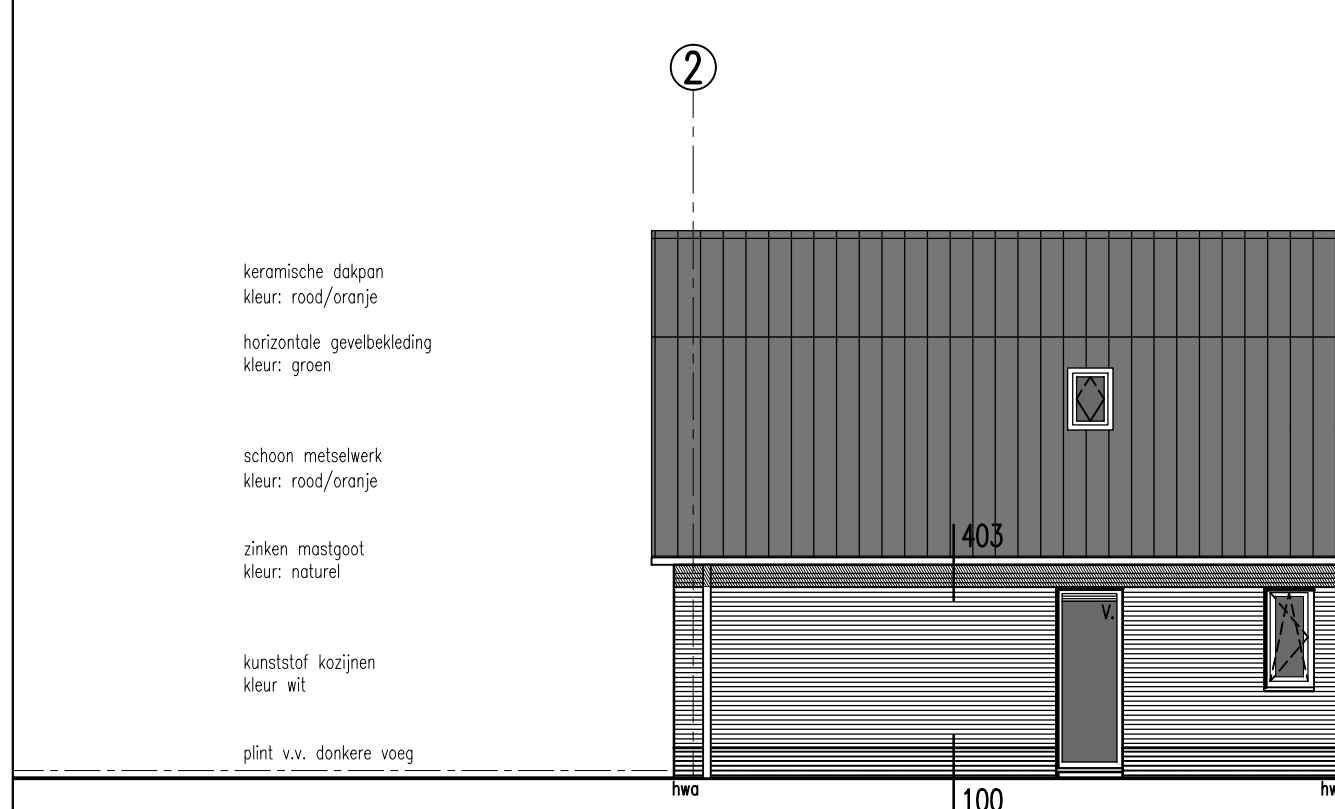 2
keramische dakpan
kleur: rood/oranje
horizontale gevelbekleding
kleur: groen
schoon metselwerk
kleur: rood/oranje
zinken mastgoot
kleur: naturel
403
V.
kunststof kozijnen
kleur wit
plint v.v. donkere voeg
hwa
100